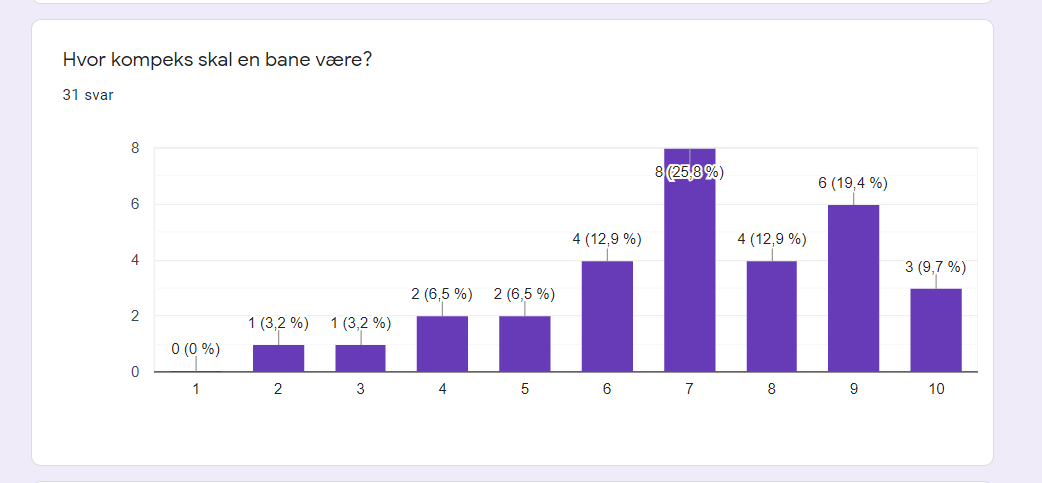 Hvor kompeks skal en bane være?
31 svar
8
8 (25,8 %)
6 (19,4 %)
6
4 (12,9 %)
4 (12,9 %)
4
3 (9,7 %)
2 (6,5 %)
2 (6,5 %)
2
1 (3,2 %)
1 (3,2 %)
0 (0 %)
0
1 2 3 4 5 6 7 8 9 10